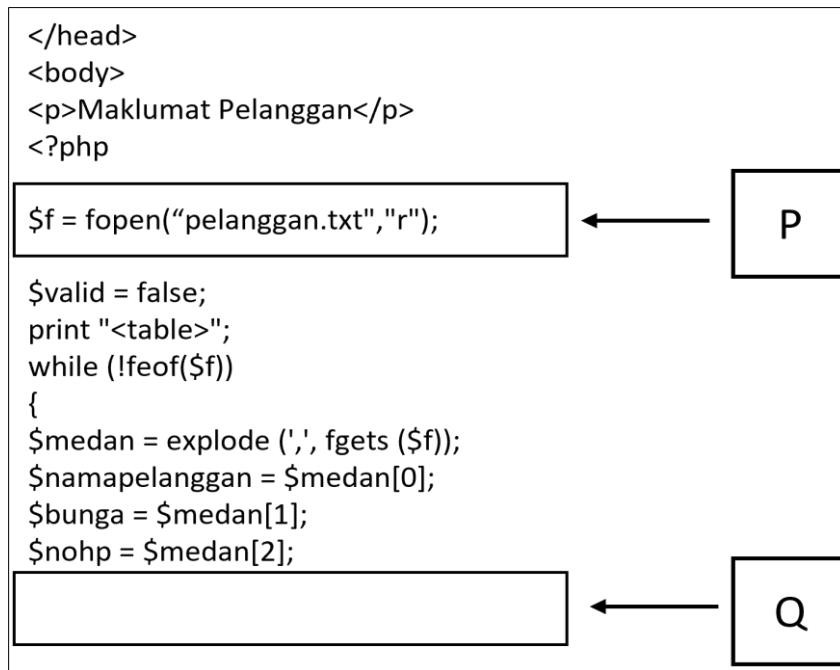 </head>
<body>
<p>Maklumat Pelanggan</p>
<?php
$f = fopen(“pelanggan.txt","r");
P
$valid = false;
print "<table>";
while (!feof($f))
{
$medan = explode (',', fgets ($f));
$namapelanggan = $medan[0];
$bunga = $medan[1];
$nohp = $medan[2];
Q